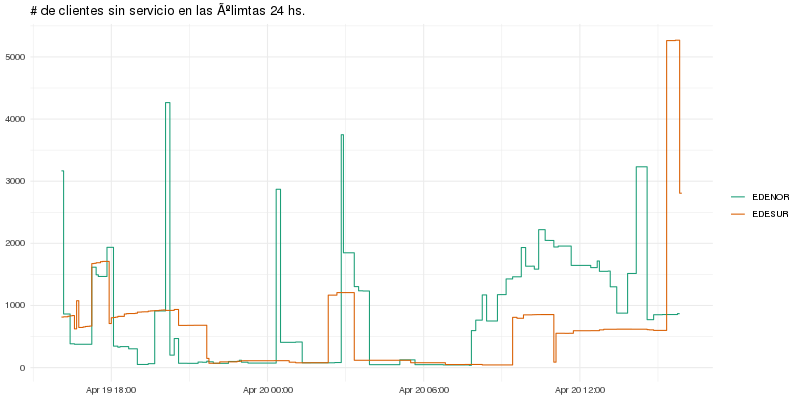 # de clientes sin servicio en las Ãºlimtas 24 hs.
5000
4000
3000
2000
1000
0
Apr 19 18:00
Apr 20 00:00
Apr 20 06:00
Apr 20 12:00
EDENOR
EDESUR